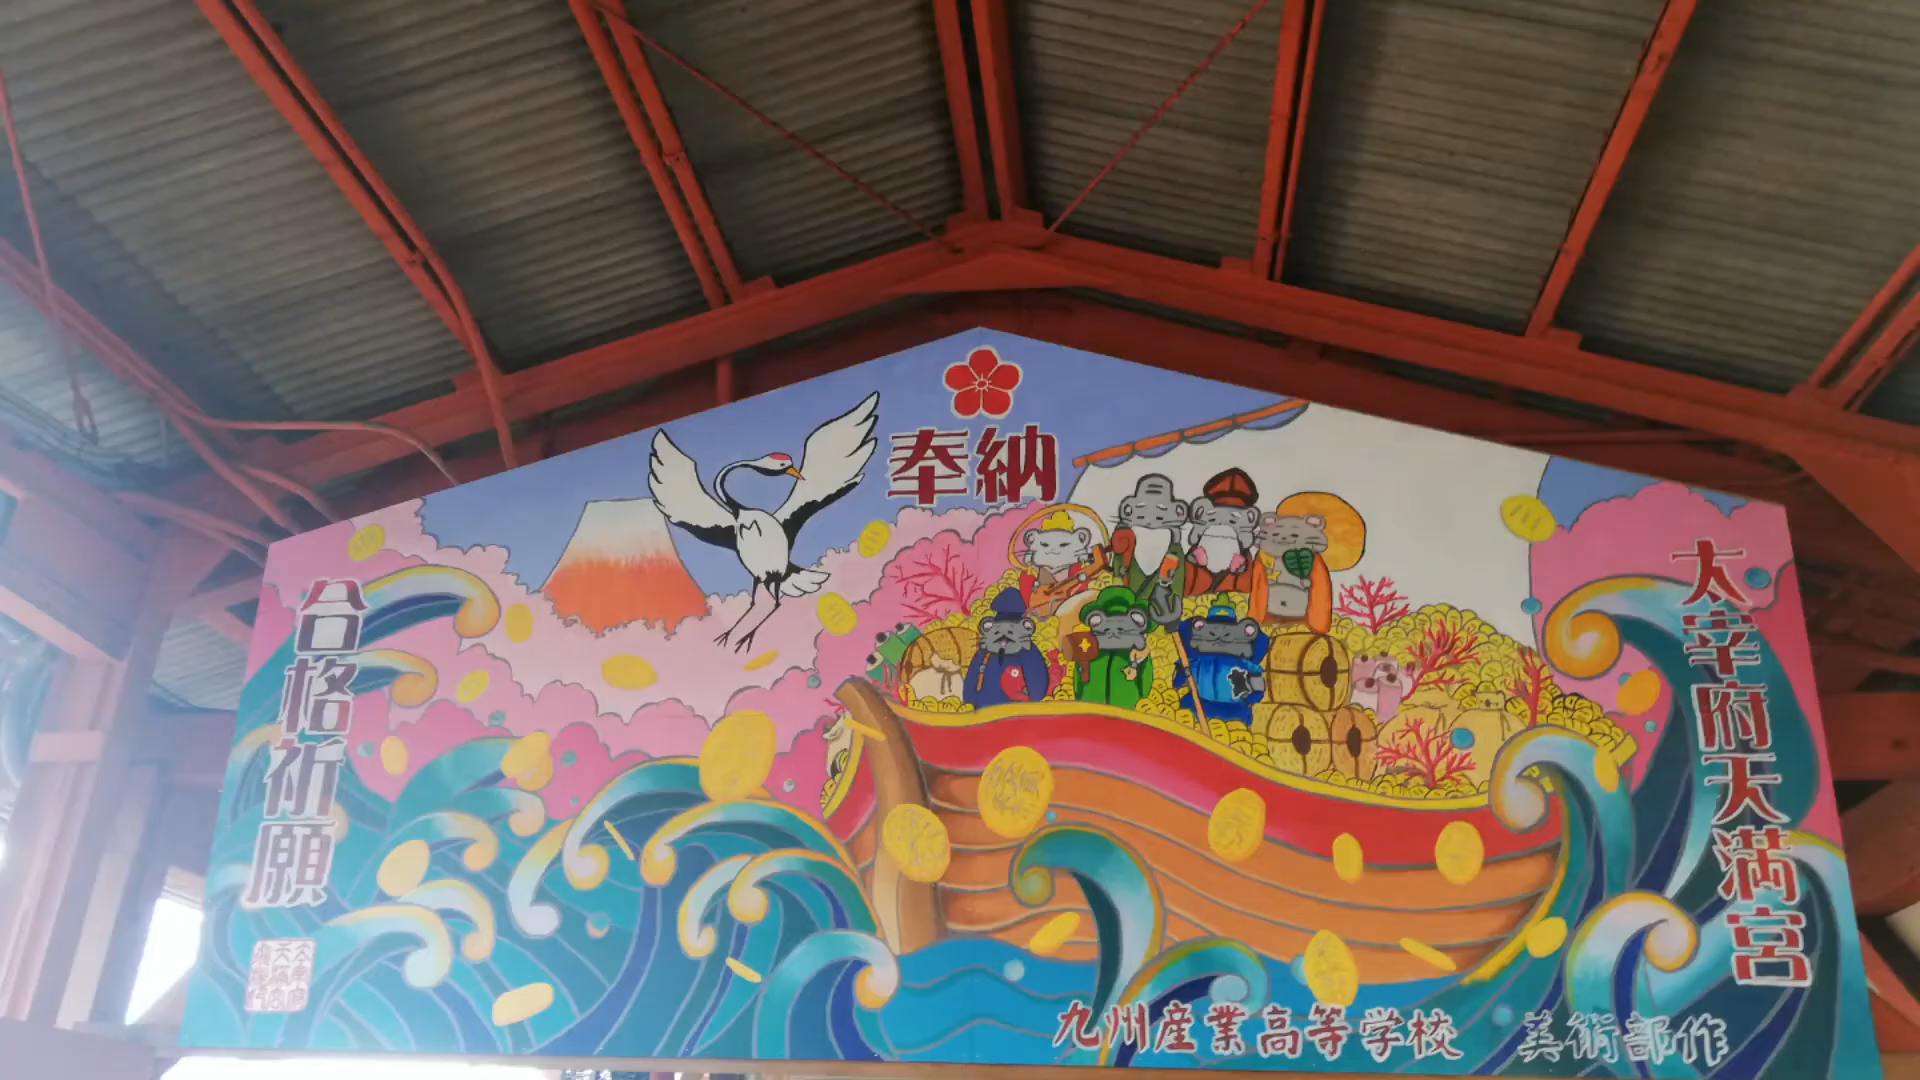 奉納
太宰府天満宮
合格祈願
九州産業高等学校 美術部作